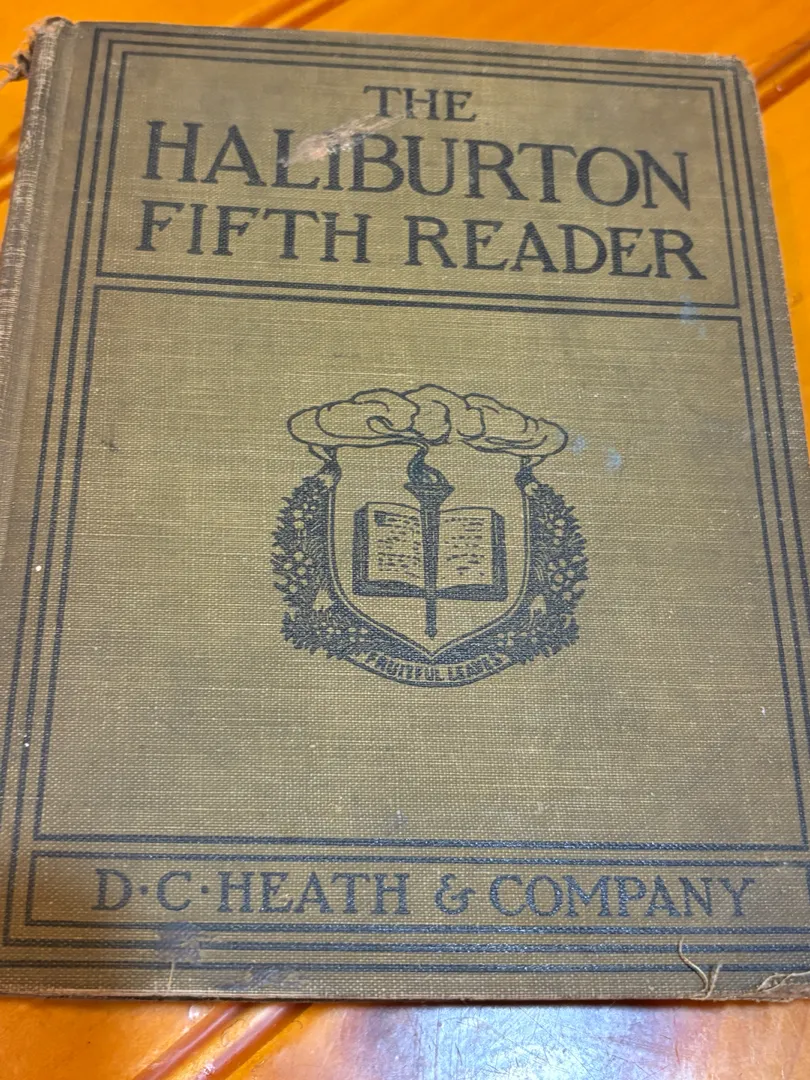 THE
HALIBURTON
FIFTH READER
FRUITFUL LEAVES
D·C·HEATH & COMPANY